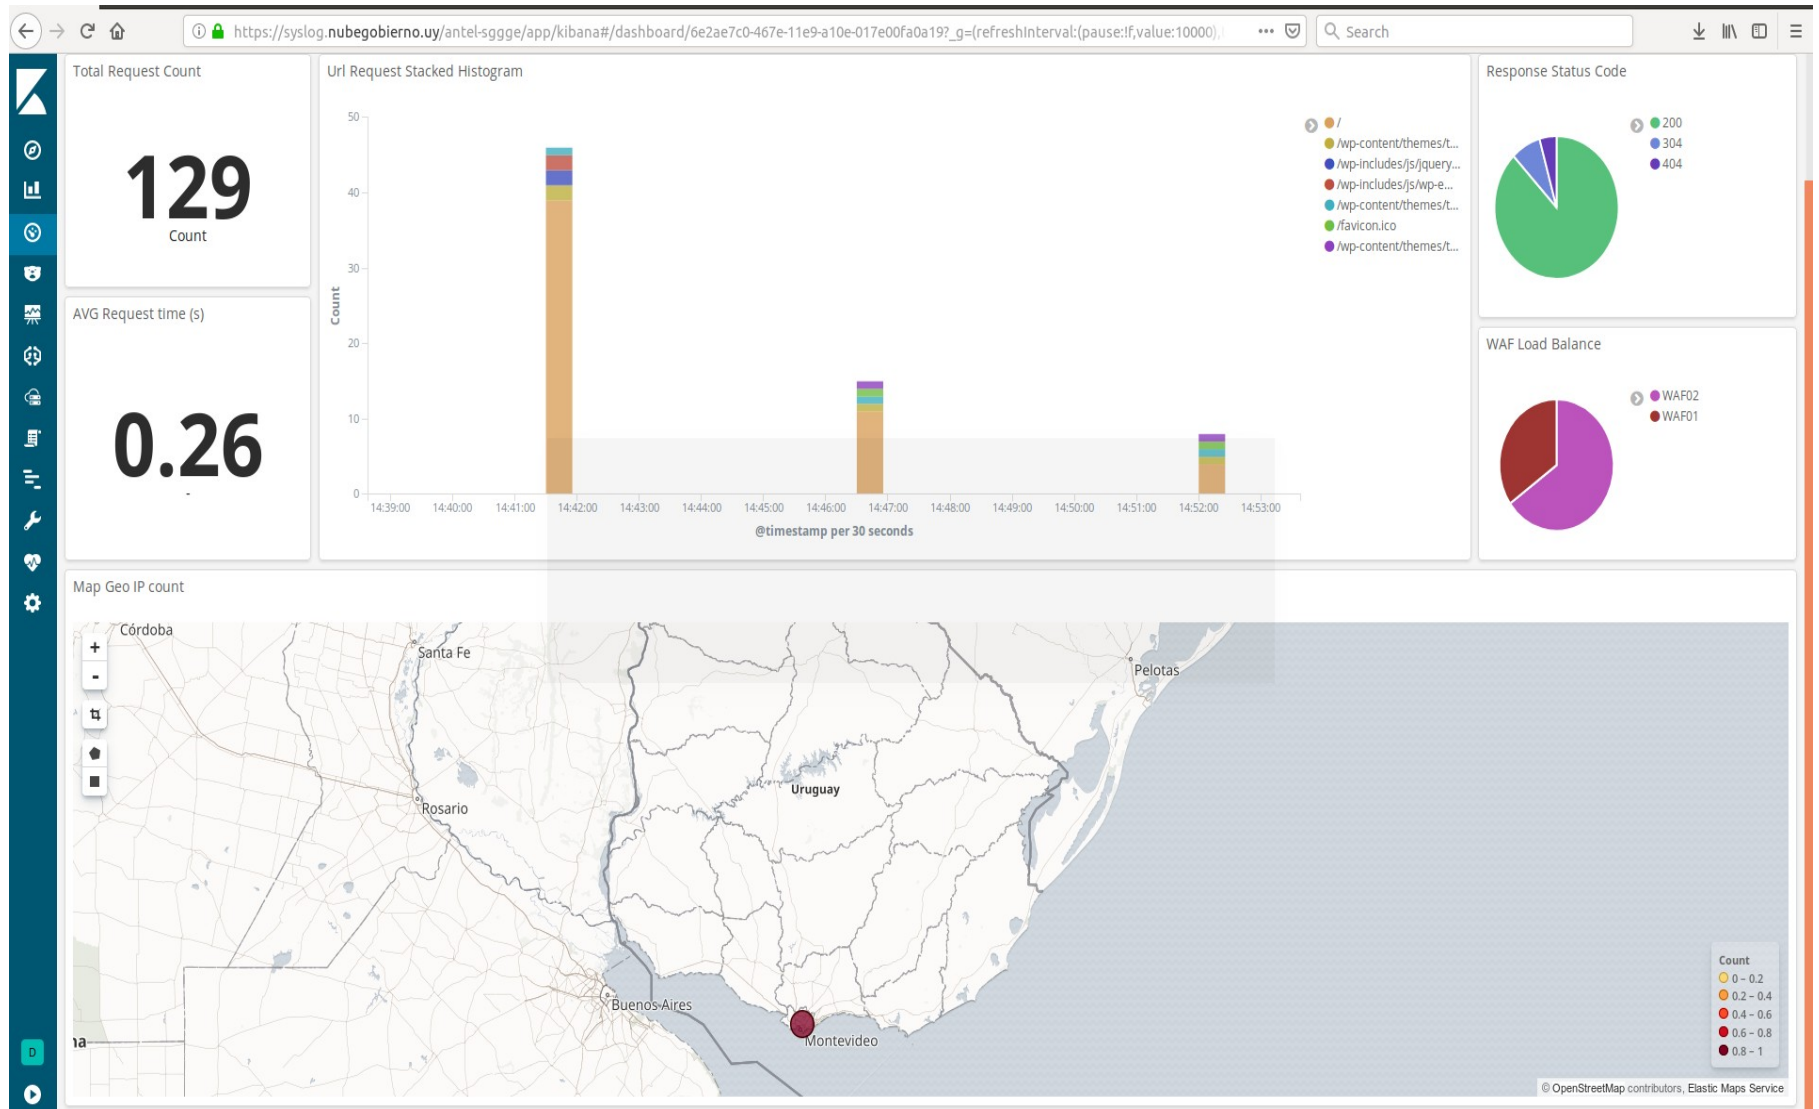 https://syslog.nubegobierno.uy/antel-sggge/app/kibana#/dashboard/6e2ae7c0-467e-11e9-a10e-017e00fa0a19?_g=(refreshInterval:(pause:!f,value:10000),
Search
Total Request Count
129
Count
AVG Request time (s)
0.26
-
Url Request Stacked Histogram
50
40
30
20
10
0
Count
14:39:00 14:40:00 14:41:00 14:42:00 14:43:00 14:44:00 14:45:00 14:46:00 14:47:00 14:48:00 14:49:00 14:50:00 14:51:00 14:52:00 14:53:00
@timestamp per 30 seconds
/
/wp-content/themes/t...
/wp-includes/js/jquery...
/wp-includes/js/wp-e...
/wp-content/themes/t...
/favicon.ico
/wp-content/themes/t...
Response Status Code
200
304
404
WAF Load Balance
WAF02
WAF01
Map Geo IP count
+
-
Córdoba
Santa Fe
Pelotas
Uruguay
Rosario
Buenos Aires
Montevideo
na
Count
0 – 0.2
0.2 – 0.4
0.4 – 0.6
0.6 – 0.8
0.8 – 1
© OpenStreetMap contributors, Elastic Maps Service
D